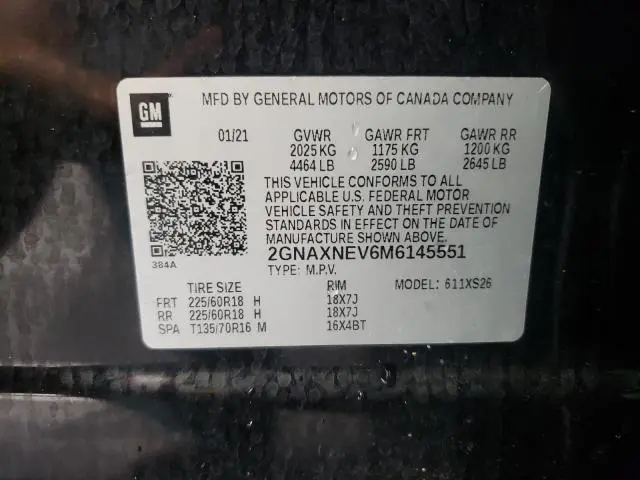 GM
MFD BY GENERAL MOTORS OF CANADA COMPANY
01/21 GVWR GAWR FRT GAWR RR
2025 KG 1175 KG 1200 KG
4464 LB 2590 LB 2645 LB
THIS VEHICLE CONFORMS TO ALL
APPLICABLE U.S. FEDERAL MOTOR
VEHICLE SAFETY AND THEFT PREVENTION
STANDARDS IN EFFECT ON THE DATE OF
MANUFACTURE SHOWN ABOVE.
384A
2GNAXNEV6M6145551
TYPE: M.P.V. MODEL: 611XS26
TIRE SIZE RIM
FRT 225/60R18 H 18X7J
RR 225/60R18 H 18X7J
SPA T135/70R16 M 16X4BT